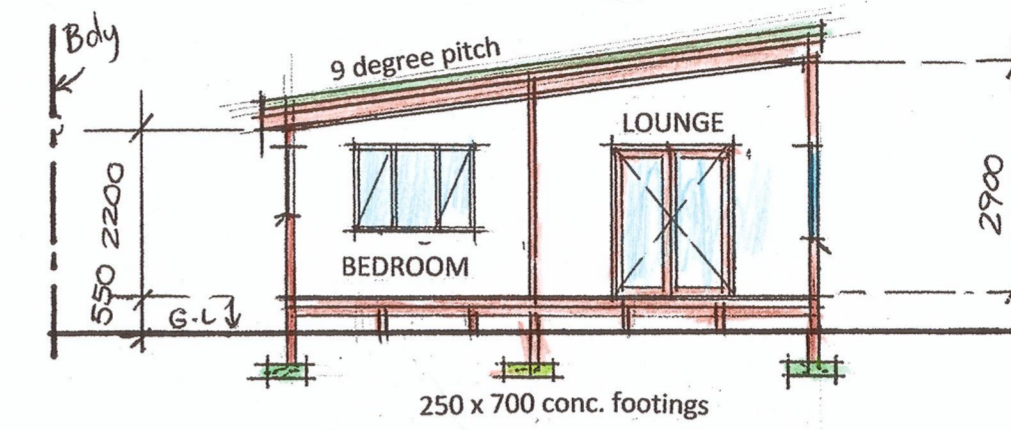 Bdy
9 degree pitch
LOUNGE
2200
2900
BEDROOM
550
G.L
250 x 700 conc. footings